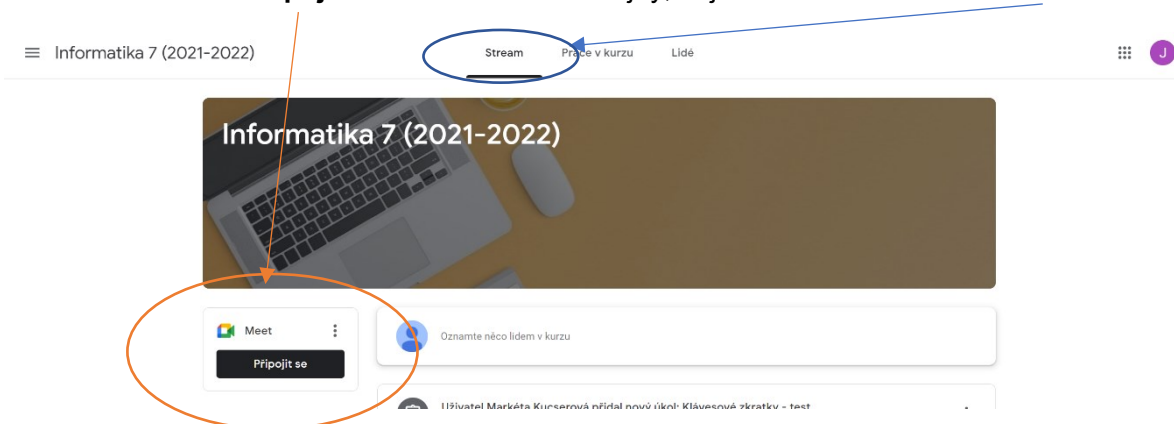 Informatika 7 (2021-2022)
Stream Práce v kurzu Lidé
J
Informatika 7 (2021-2022)
Meet
Připojit se
Oznamte něco lidem v kurzu
Uživatel Markéta Kucserová přidal nový úkol: Klávesové zkratky - test